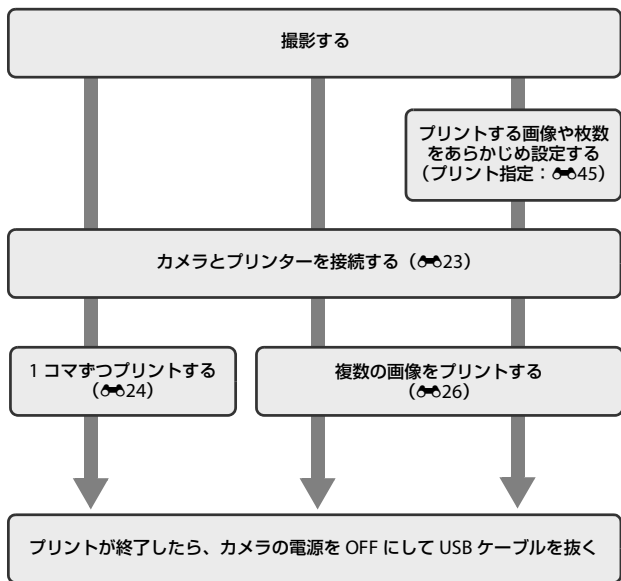 撮影する
プリントする画像や枚数
をあらかじめ設定する
（プリント指定：45）
カメラとプリンターを接続する（23）
1 コマずつプリントする
（24）
複数の画像をプリントする
（26）
プリントが終了したら、カメラの電源を OFF にして USB ケーブルを抜く